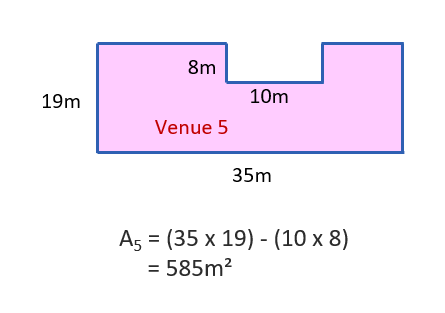 8m
19m
10m
Venue 5
35m
A₅ = (35 x 19) - (10 x 8)
= 585m²